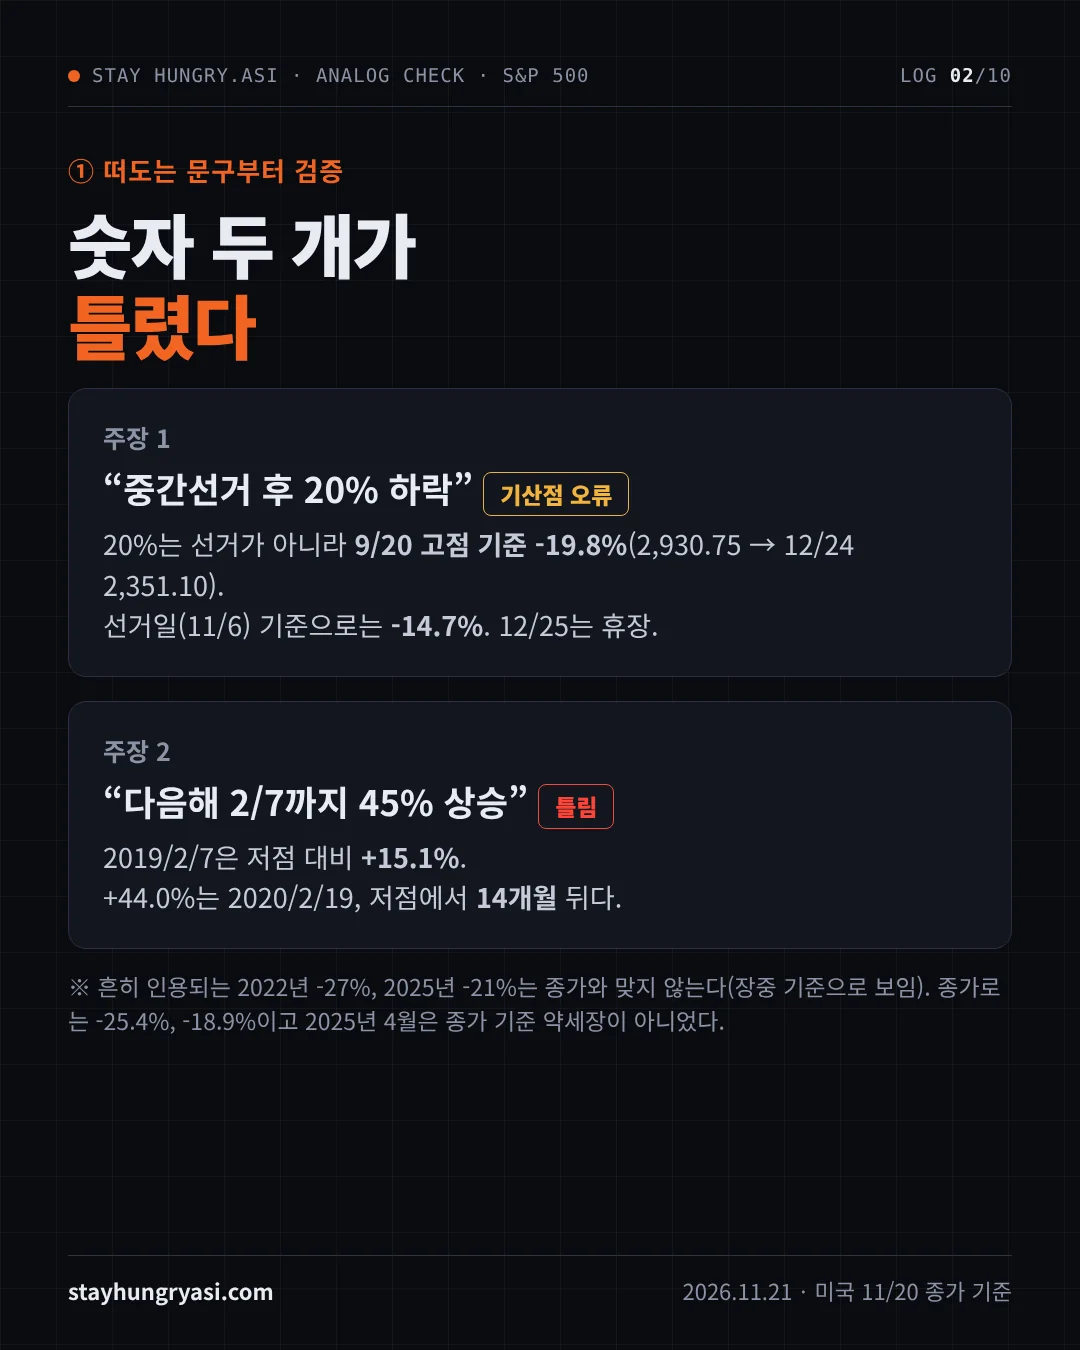 STAY HUNGRY.ASI · ANALOG CHECK · S&P 500
LOG 02/10
① 떠도는 문구부터 검증
숫자 두 개가
틀렸다
주장 1
“중간선거 후 20% 하락” 기산점 오류
20%는 선거가 아니라 9/20 고점 기준 -19.8%(2,930.75 → 12/24
2,351.10).
선거일(11/6) 기준으로는 -14.7%. 12/25는 휴장.
주장 2
“다음해 2/7까지 45% 상승” 틀림
2019/2/7은 저점 대비 +15.1%.
+44.0%는 2020/2/19, 저점에서 14개월 뒤다.
※ 흔히 인용되는 2022년 -27%, 2025년 -21%는 종가와 맞지 않는다(장중 기준으로 보임). 종가로
는 -25.4%, -18.9%이고 2025년 4월은 종가 기준 약세장이 아니었다.
stayhungryasi.com
2026.11.21 · 미국 11/20 종가 기준